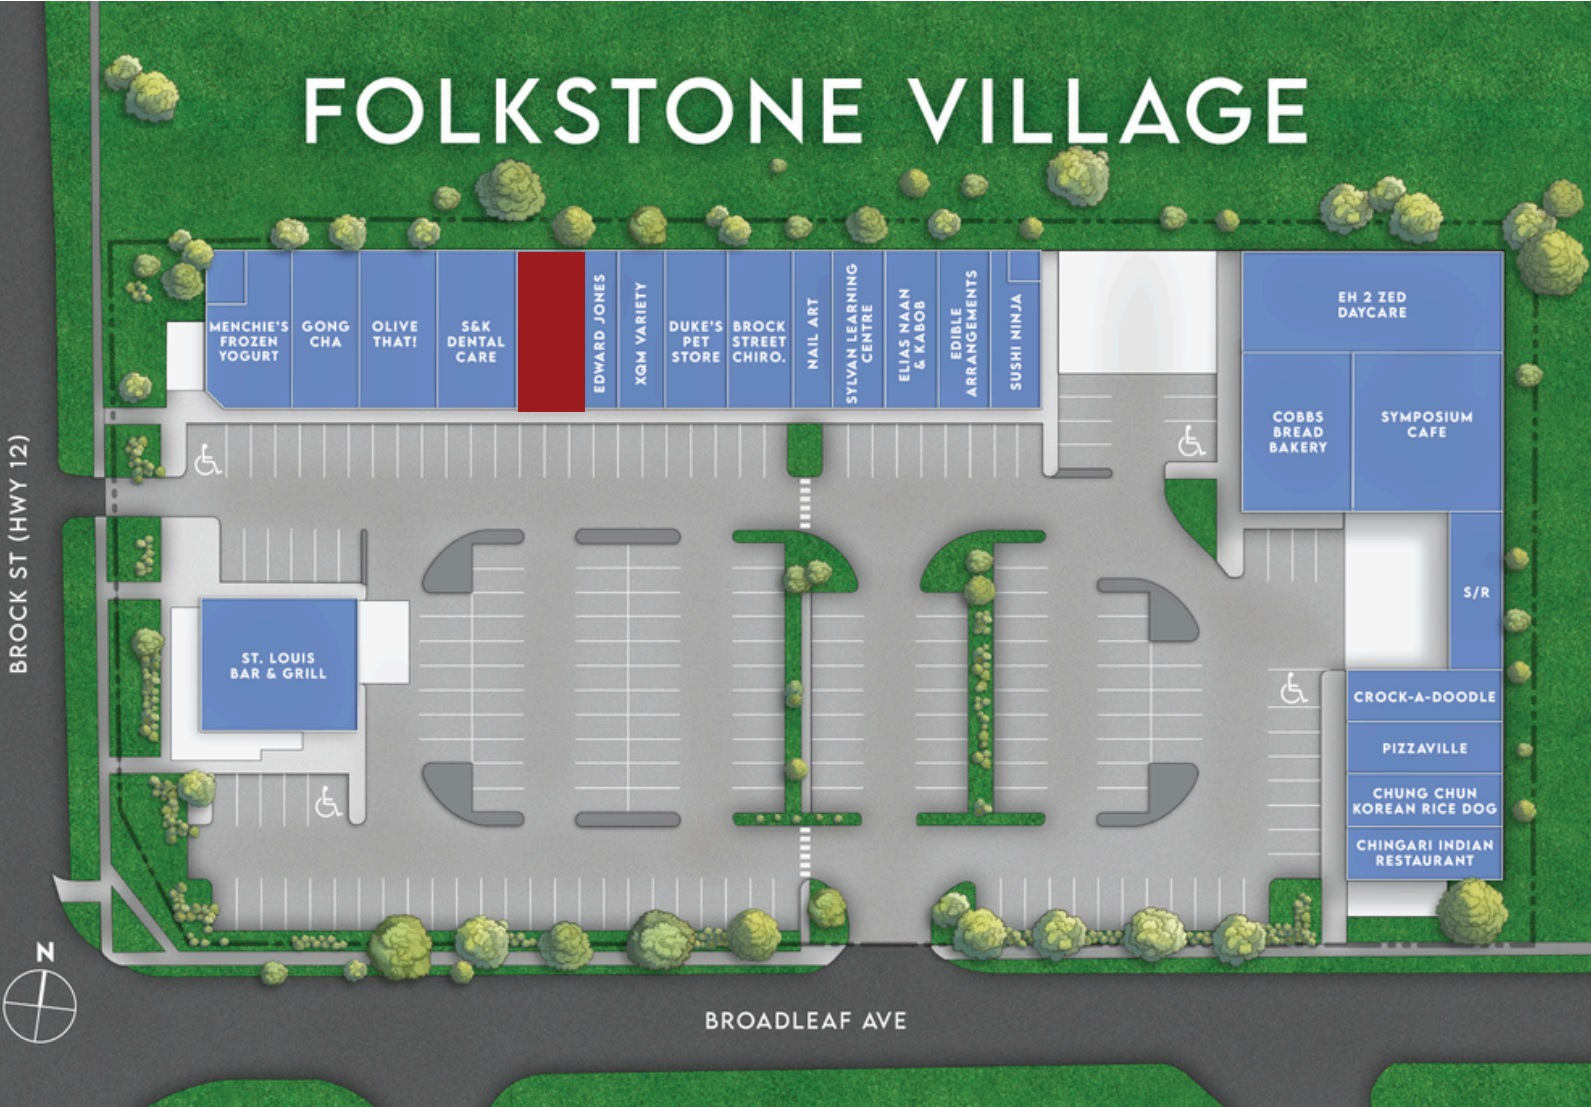 FOLKSTONE VILLAGE
MENCHIE'S
FROZEN
YOGURT
GONG
CHA
OLIVE
THAT!
S&K
DENTAL
CARE
EDWARD JONES
XQM VARIETY
DUKE'S
PET
STORE
BROCK
STREET
CHIRO.
NAIL ART
SYLVAN LEARNING
CENTRE
ELIAS NAAN
& KABOB
EDIBLE
ARRANGEMENTS
SUSHI NINJA
EH 2 ZED
DAYCARE
COBBS
BREAD
BAKERY
SYMPOSIUM
CAFE
S/R
CROCK-A-DOODLE
PIZZAVILLE
CHUNG CHUN
KOREAN RICE DOG
CHINGARI INDIAN
RESTAURANT
ST. LOUIS
BAR & GRILL
BROCK ST (HWY 12)
N
BROADLEAF AVE